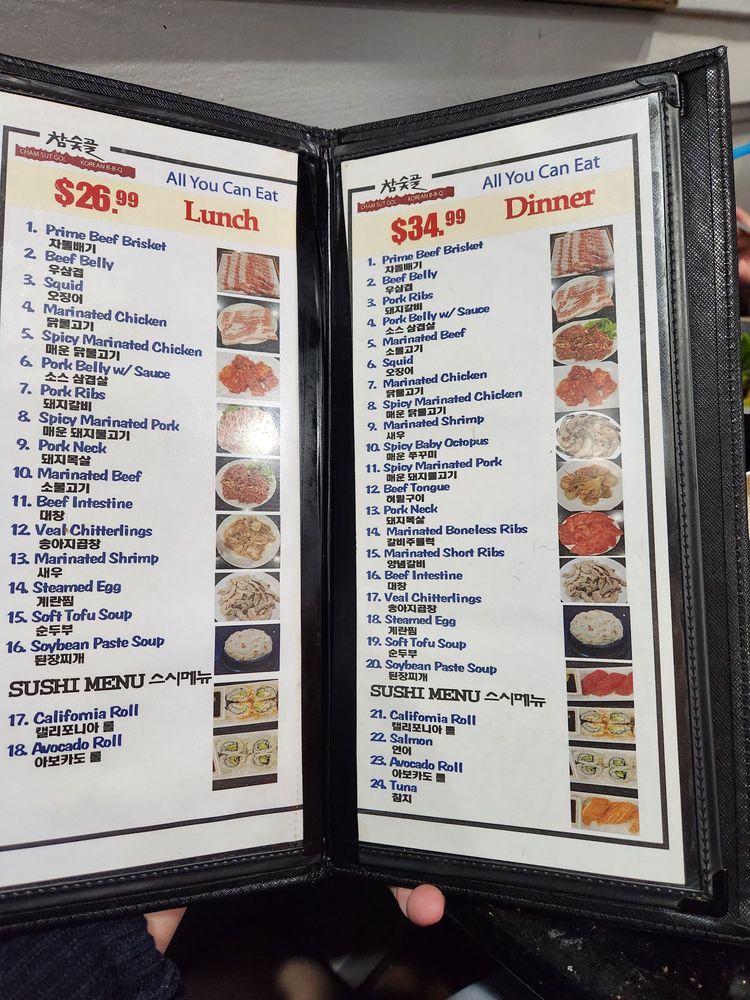 참숯골
CHAM SUT GOL KOREAN B-B-Q
All You Can Eat
$26.99 Lunch
1. Prime Beef Brisket
차돌배기
2. Beef Belly
우삼겹
3. Squid
오징어
4. Marinated Chicken
닭불고기
5. Spicy Marinated Chicken
매운 닭불고기
6. Pork Belly w/ Sauce
소스 삼겹살
7. Pork Ribs
돼지갈비
8. Spicy Marinated Pork
매운 돼지불고기
9. Pork Neck
돼지목살
10. Marinated Beef
소불고기
11. Beef Intestine
대창
12. Veal Chitterlings
송아지곱창
13. Marinated Shrimp
새우
14. Steamed Egg
계란찜
15. Soft Tofu Soup
순두부
16. Soybean Paste Soup
된장찌개
SUSHI MENU 스시메뉴
17. California Roll
캘리포니아 롤
18. Avocado Roll
아보카도 롤
참숯골
CHAM SUT GOL KOREAN B-B-Q
All You Can Eat
$34.99 Dinner
1. Prime Beef Brisket
차돌배기
2. Beef Belly
우삼겹
3. Pork Ribs
돼지갈비
4. Pork Belly w/ Sauce
소스 삼겹살
5. Marinated Beef
소불고기
6. Squid
오징어
7. Marinated Chicken
닭불고기
8. Spicy Marinated Chicken
매운 닭불고기
9. Marinated Shrimp
새우
10. Spicy Baby Octopus
매운 쭈꾸미
11. Spicy Marinated Pork
매운 돼지불고기
12. Beef Tongue
혀밑구이
13. Pork Neck
돼지목살
14. Marinated Boneless Ribs
갈비주물럭
15. Marinated Short Ribs
양념갈비
16. Beef Intestine
대창
17. Veal Chitterlings
송아지곱창
18. Steamed Egg
계란찜
19. Soft Tofu Soup
순두부
20. Soybean Paste Soup
된장찌개
SUSHI MENU 스시메뉴
21. California Roll
캘리포니아 롤
22. Salmon
연어
23. Avocado Roll
아보카도 롤
24. Tuna
참치